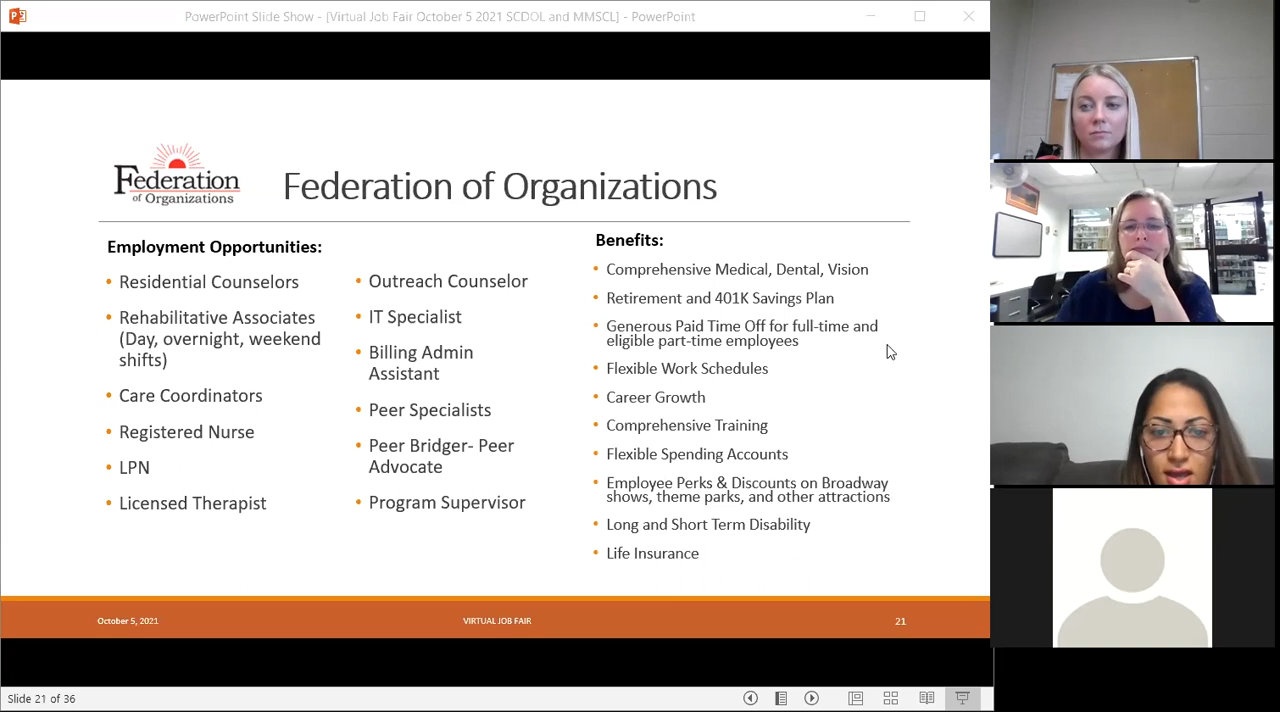 PowerPoint Slide Show - [Virtual Job Fair October 5 2021 SCDOL and MMSCL] - PowerPoint
Federation
of Organizations
Federation of Organizations
Employment Opportunities:
• Residential Counselors
• Rehabilitative Associates
(Day, overnight, weekend
shifts)
• Care Coordinators
• Registered Nurse
• LPN
• Licensed Therapist
• Outreach Counselor
• IT Specialist
• Billing Admin
Assistant
• Peer Specialists
• Peer Bridger- Peer
Advocate
• Program Supervisor
Benefits:
• Comprehensive Medical, Dental, Vision
• Retirement and 401K Savings Plan
• Generous Paid Time Off for full-time and
eligible part-time employees
• Flexible Work Schedules
• Career Growth
• Comprehensive Training
• Flexible Spending Accounts
• Employee Perks & Discounts on Broadway
shows, theme parks, and other attractions
• Long and Short Term Disability
• Life Insurance
October 5, 2021
VIRTUAL JOB FAIR
21
Slide 21 of 36